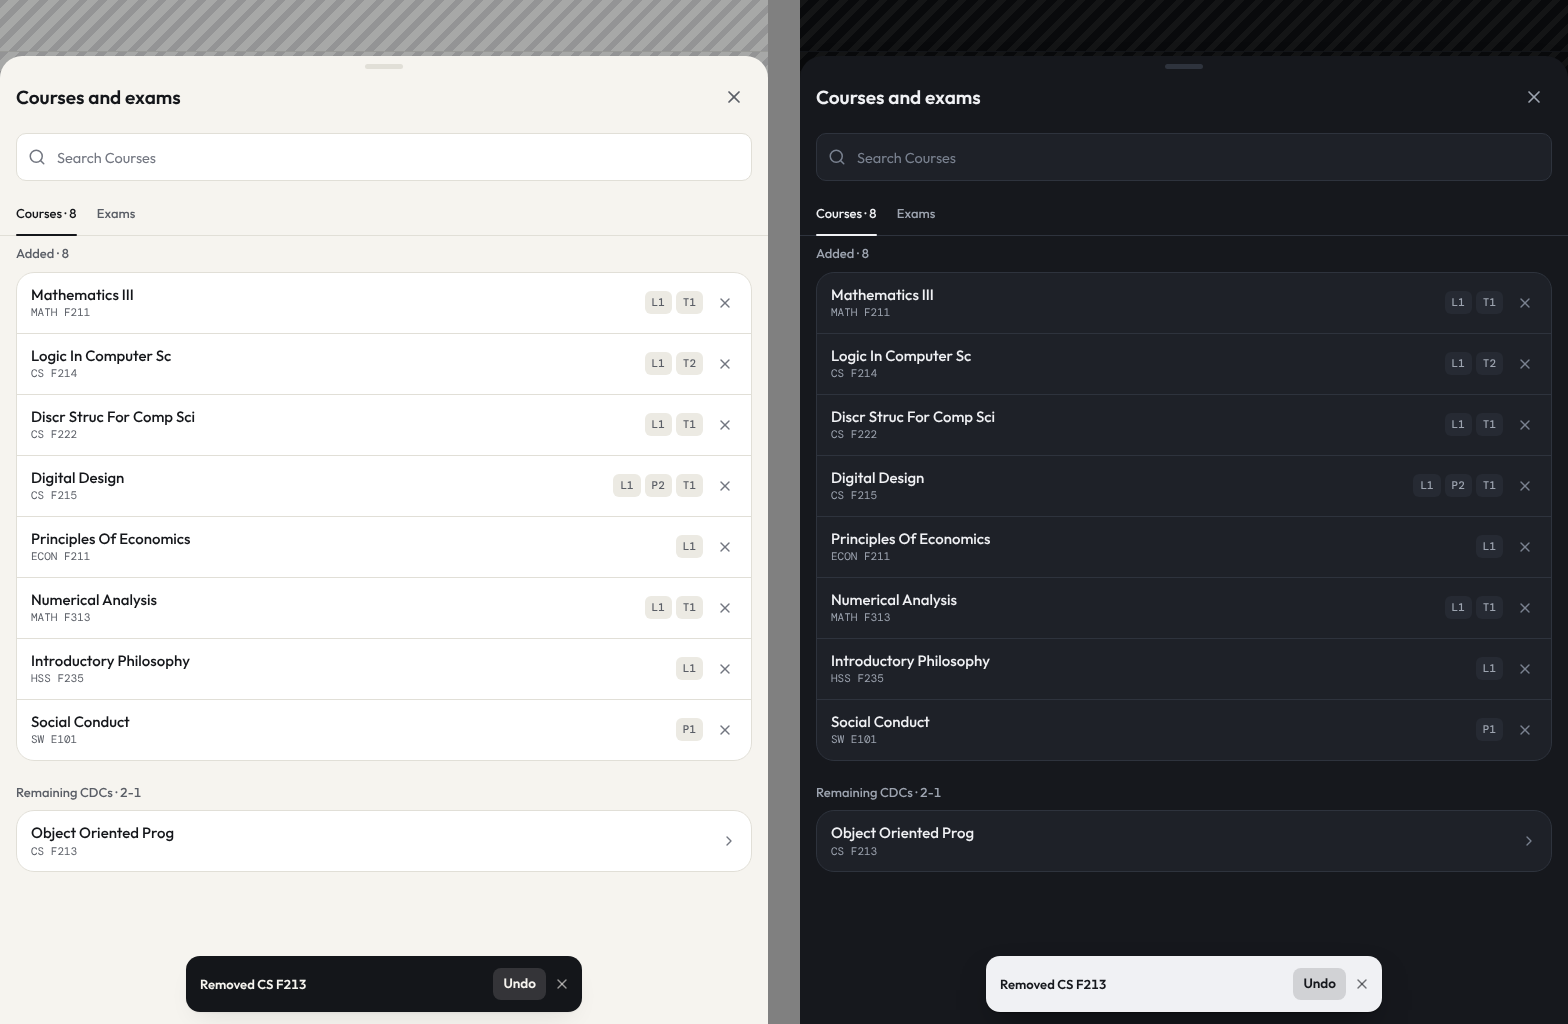 Courses and exams
Search Courses
Courses · 8 Exams
Added · 8
Mathematics III
MATH F211
L1 T1
Logic In Computer Sc
CS F214
L1 T2
Discr Struc For Comp Sci
CS F222
L1 T1
Digital Design
CS F215
L1 P2 T1
Principles Of Economics
ECON F211
L1
Numerical Analysis
MATH F313
L1 T1
Introductory Philosophy
HSS F235
L1
Social Conduct
SW E101
P1
Remaining CDCs · 2-1
Object Oriented Prog
CS F213
Removed CS F213 Undo
Courses and exams
Search Courses
Courses · 8 Exams
Added · 8
Mathematics III
MATH F211
L1 T1
Logic In Computer Sc
CS F214
L1 T2
Discr Struc For Comp Sci
CS F222
L1 T1
Digital Design
CS F215
L1 P2 T1
Principles Of Economics
ECON F211
L1
Numerical Analysis
MATH F313
L1 T1
Introductory Philosophy
HSS F235
L1
Social Conduct
SW E101
P1
Remaining CDCs · 2-1
Object Oriented Prog
CS F213
Removed CS F213 Undo